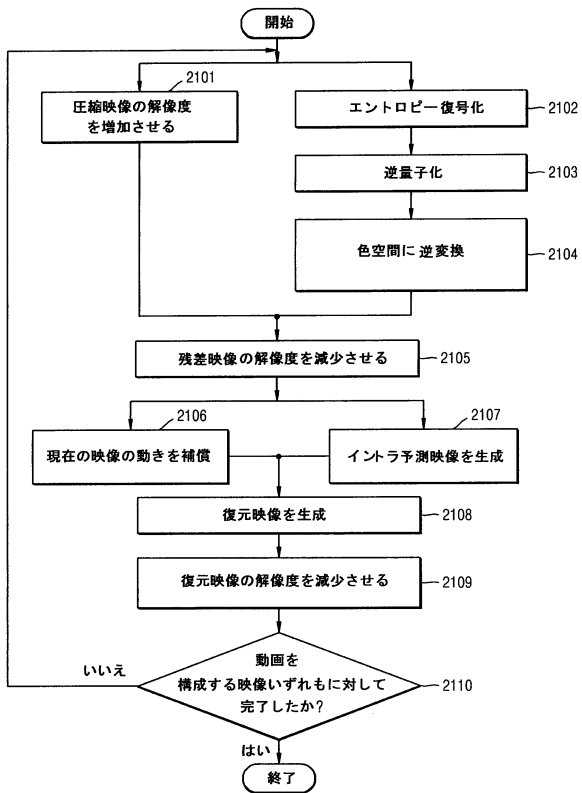 開始
2101
圧縮映像の解像度
を増加させる
エントロピー復号化
2102
逆量子化
2103
色空間に逆変換
2104
残差映像の解像度を減少させる
2105
2106
現在の映像の動きを補償
2107
イントラ予測映像を生成
復元映像を生成
2108
復元映像の解像度を減少させる
2109
いいえ
動画を
構成する映像いずれもに対して
完了したか?
2110
はい
終了